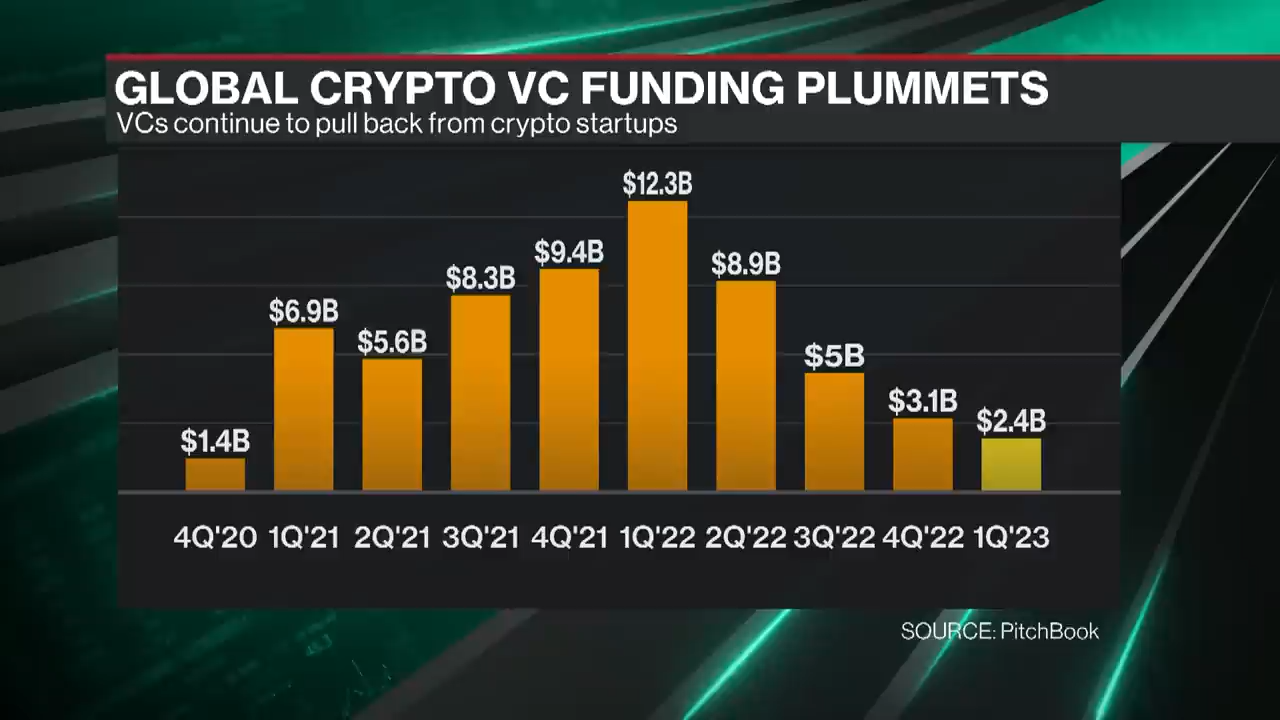 GLOBAL CRYPTO VC FUNDING PLUMMETS
VCs continue to pull back from crypto startups
$1.4B
$6.9B
$5.6B
$8.3B
$9.4B
$12.3B
$8.9B
$5B
$3.1B
$2.4B
4Q'20 1Q'21 2Q'21 3Q'21 4Q'21 1Q'22 2Q'22 3Q'22 4Q'22 1Q'23
SOURCE: PitchBook